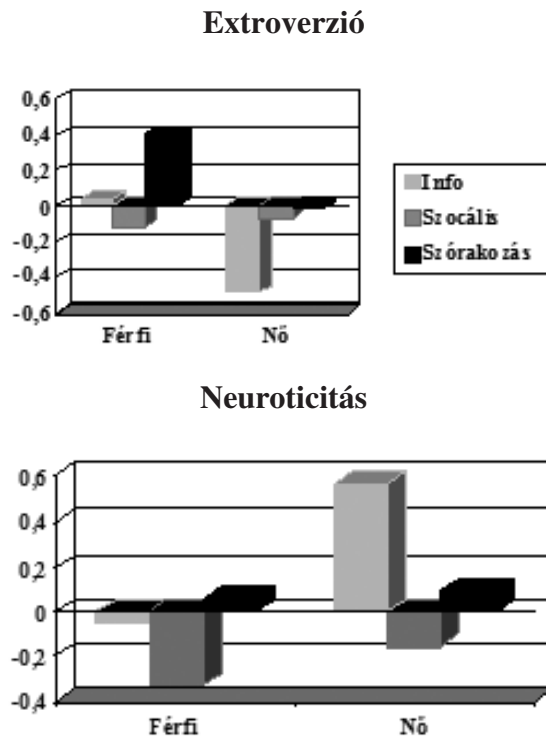 Extroverzió
0,6
0,4
0,2
0
-0,2
-0,4
-0,6
Férfi Nő
Info
Szocális
Szórakozás
Neuroticitás
0,6
0,4
0,2
0
-0,2
-0,4
Férfi Nő